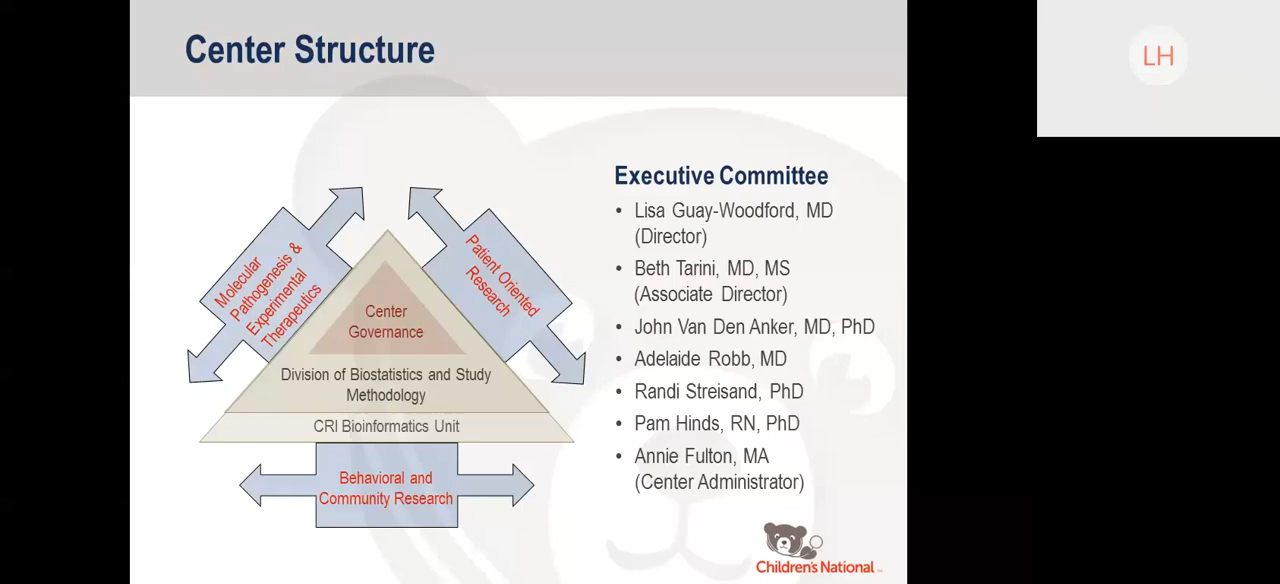 Center Structure
LH
Molecular
Pathogenesis &
Experimental
Therapeutics
Patient Oriented
Research
Center
Governance
Division of Biostatistics and Study
Methodology
CRI Bioinformatics Unit
Behavioral and
Community Research
Executive Committee
• Lisa Guay-Woodford, MD
(Director)
• Beth Tarini, MD, MS
(Associate Director)
• John Van Den Anker, MD, PhD
• Adelaide Robb, MD
• Randi Streisand, PhD
• Pam Hinds, RN, PhD
• Annie Fulton, MA
(Center Administrator)
Children's National